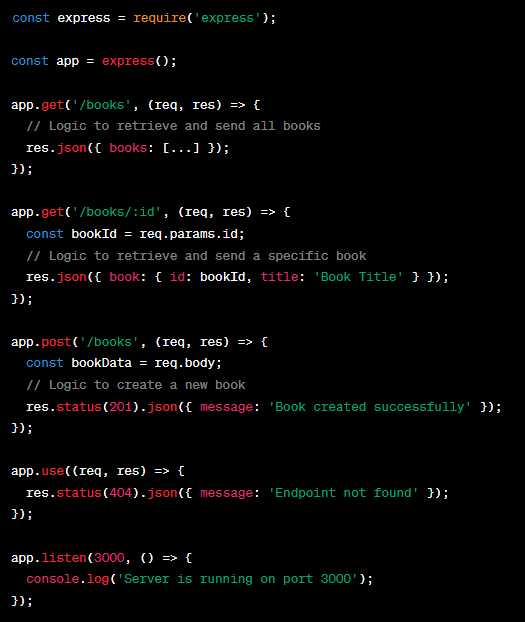 const express = require('express');
const app = express();
app.get('/books', (req, res) => {
// Logic to retrieve and send all books
res.json({ books: [...] });
});
app.get('/books/:id', (req, res) => {
const bookId = req.params.id;
// Logic to retrieve and send a specific book
res.json({ book: { id: bookId, title: 'Book Title' } });
});
app.post('/books', (req, res) => {
const bookData = req.body;
// Logic to create a new book
res.status(201).json({ message: 'Book created successfully' });
});
app.use((req, res) => {
res.status(404).json({ message: 'Endpoint not found' });
});
app.listen(3000, () => {
console.log('Server is running on port 3000');
});